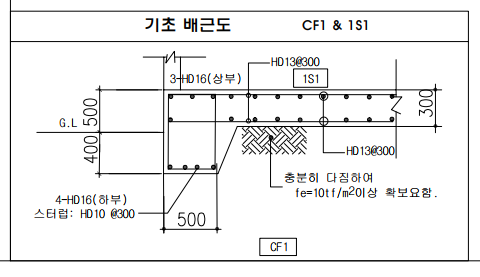 기초 배근도 CF1 & 1S1
HD13@300
3-HD16(상부)
1S1
500
300
G.L
400
HD13@300
충분히 다짐하여
fe=10tf/m2이상 확보요함.
4-HD16(하부)
스터럽: HD10 @300
500
CF1